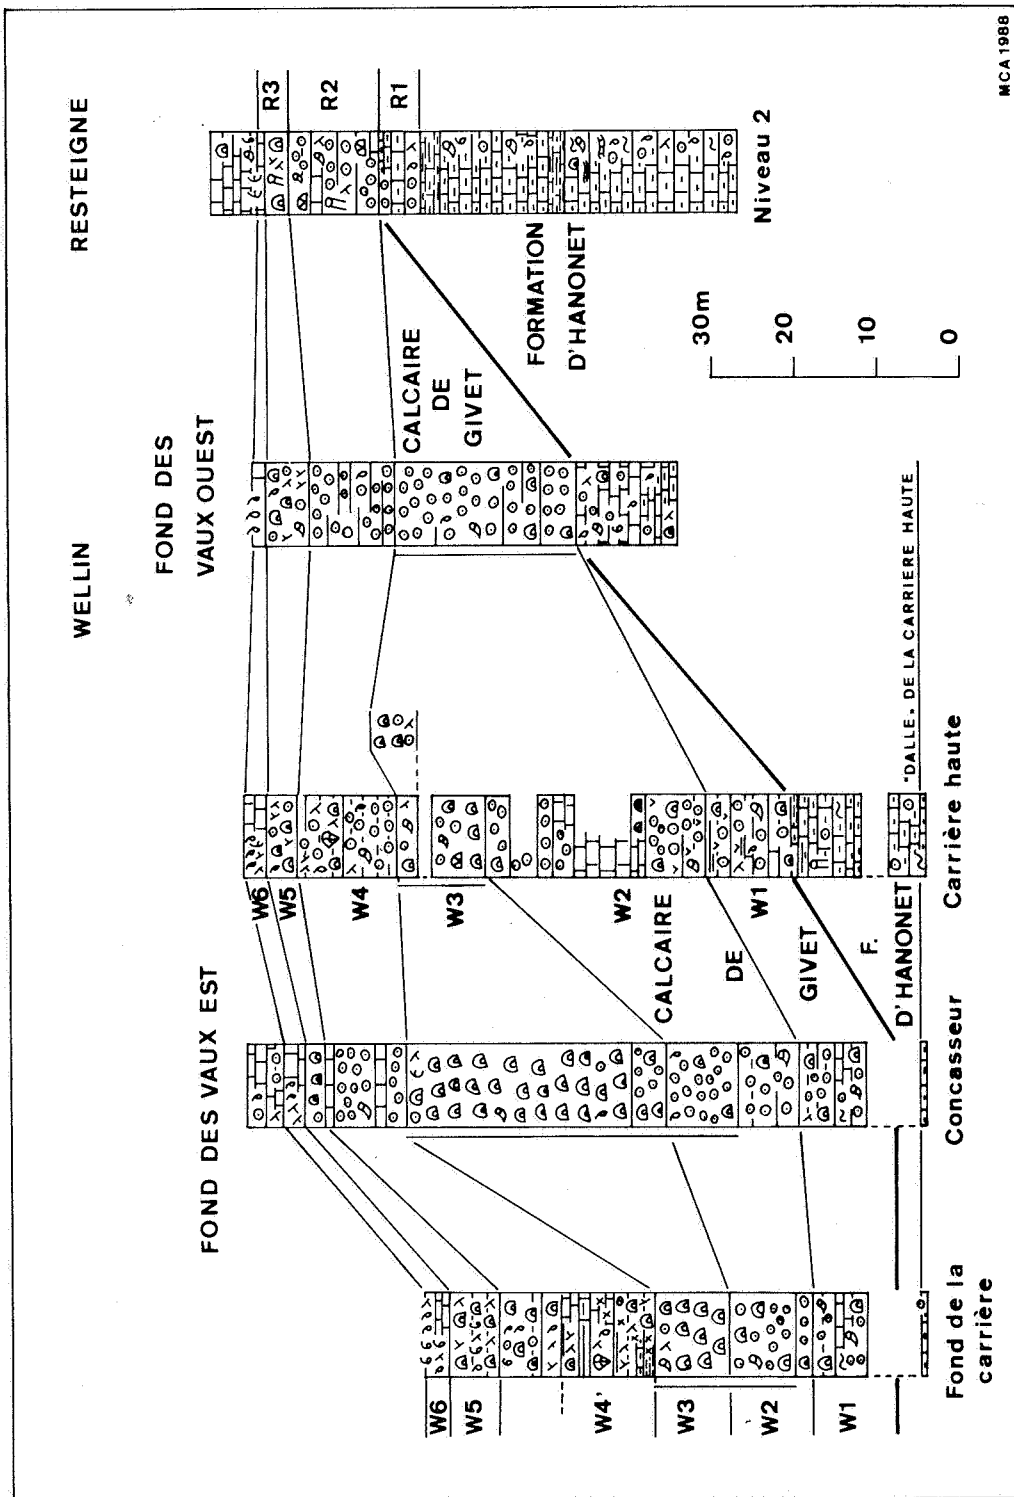 WELLIN
RESTEIGNE
FOND DES VAUX EST
FOND DES
VAUX OUEST
W6
W5
W4'
W3
W2
W1
W6
W5
W4
W3
W2
W1
R3
R2
R1
CALCAIRE
DE
GIVET
F.
D'HANONET
CALCAIRE
DE
GIVET
FORMATION
D'HANONET
"DALLE„ DE LA CARRIERE HAUTE
Fond de la
carrière
Concasseur
Carrière haute
Niveau 2
30m
20
10
0
MCA 1988